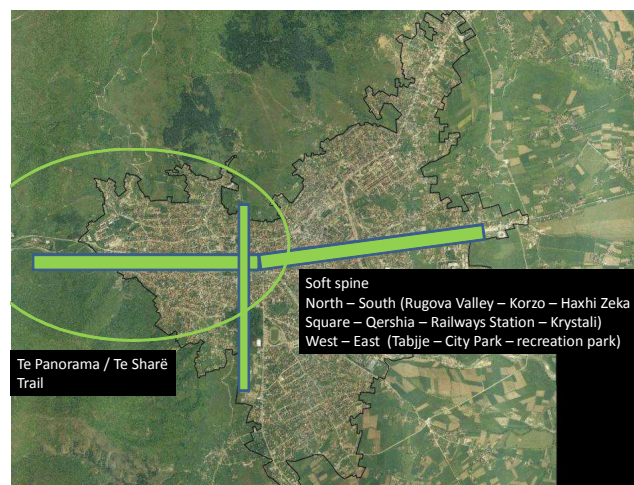 Soft spine
North – South (Rugova Valley – Korzo – Haxhi Zeka
Square – Qershia – Railways Station – Krystali)
West – East  (Tabjje – City Park – recreation park)
Te Panorama / Te Sharë
Trail